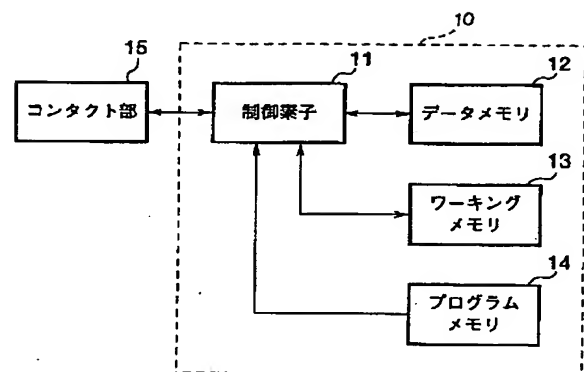 10
15
11
12
コンタクト部
制御素子
データメモリ
13
ワーキング
メモリ
14
プログラム
メモリ